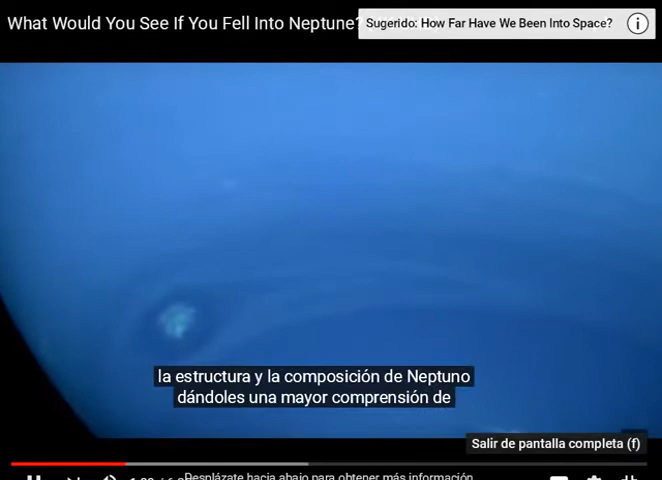 What Would You See If You Fell Into Neptune?
Sugerido: How Far Have We Been Into Space?
la estructura y la composición de Neptuno
dándoles una mayor comprensión de
Salir de pantalla completa (f)
Desplázate hacia abajo para obtener más información